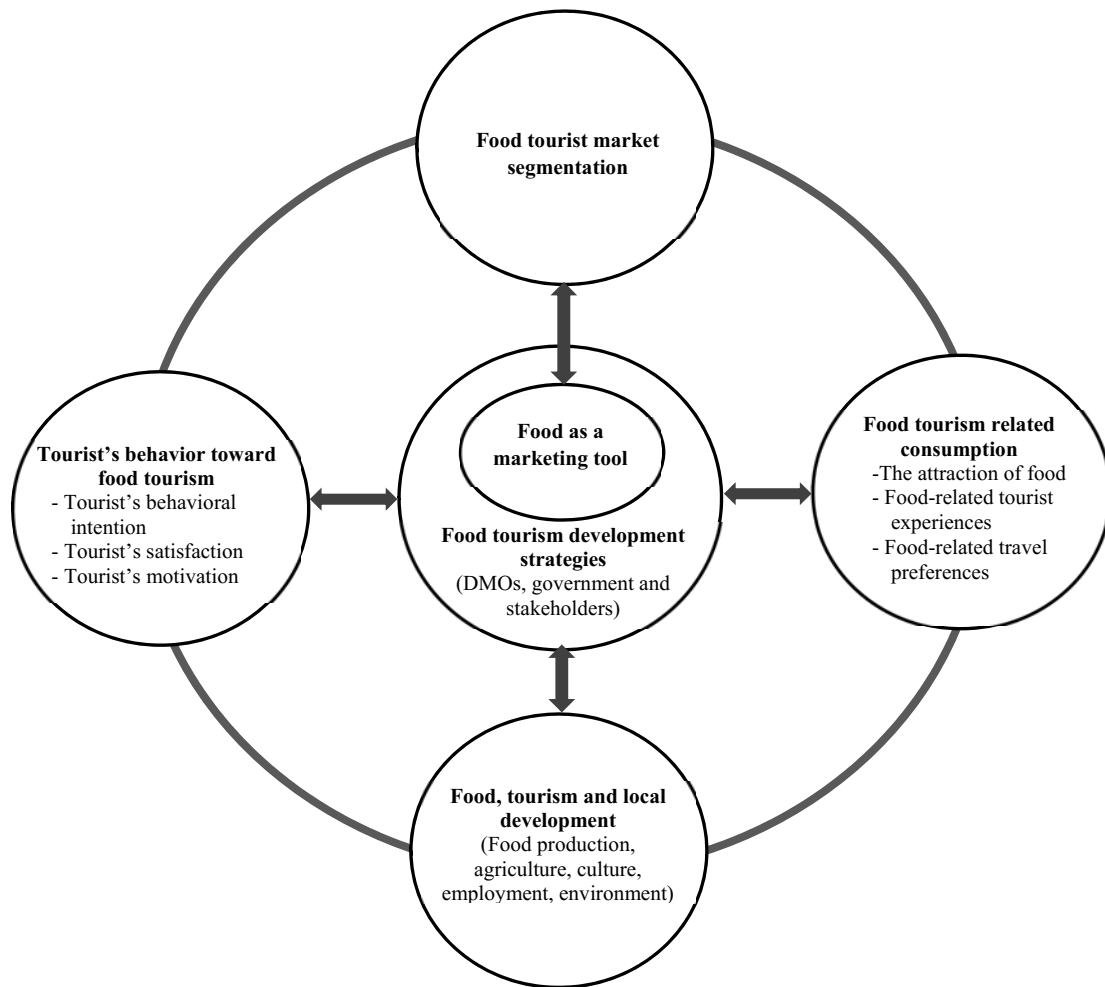 Food tourist market
segmentation
Tourist's behavior toward
food tourism
- Tourist's behavioral
intention
- Tourist's satisfaction
- Tourist's motivation
Food as a
marketing tool
Food tourism development
strategies
(DMOs, government and
stakeholders)
Food tourism related
consumption
-The attraction of food
- Food-related tourist
experiences
- Food-related travel
preferences
Food, tourism and local
development
(Food production,
agriculture, culture,
employment, environment)